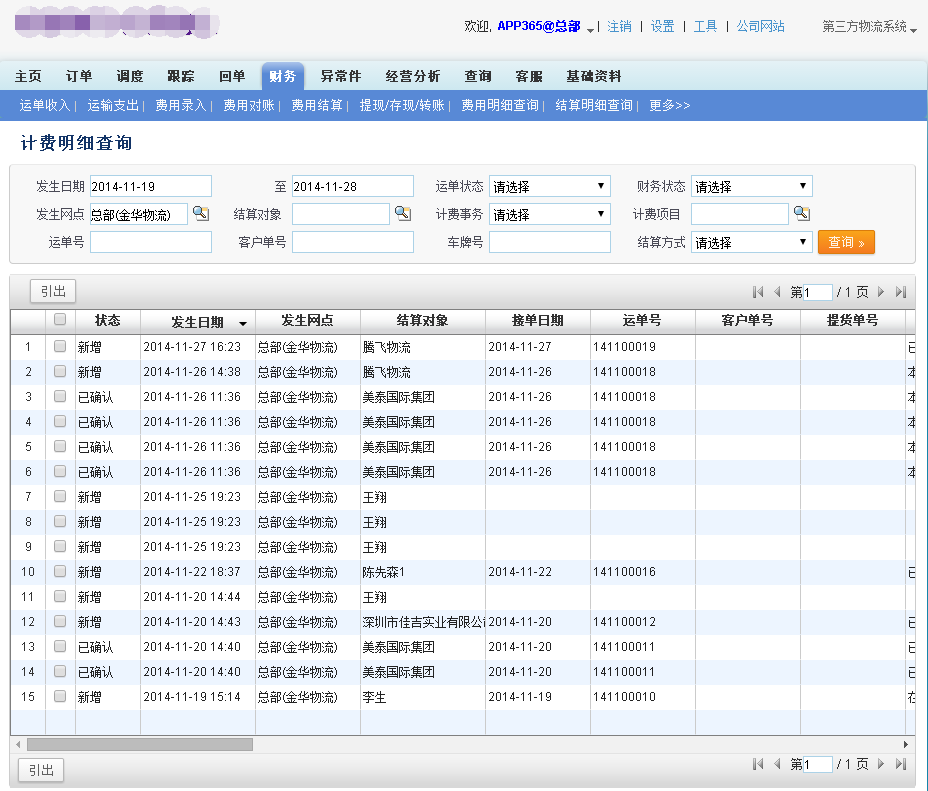 欢迎, APP365@总部 | 注销 | 设置 | 工具 | 公司网站 第三方物流系统
主页 订单 调度 跟踪 回单 财务 异常件 经营分析 查询 客服 基础资料
运单收入 | 运输支出 | 费用录入 | 费用对账 | 费用结算 | 提现/存现/转账 | 费用明细查询 | 结算明细查询 | 更多>>
计费明细查询
发生日期 2014-11-19 至 2014-11-28 运单状态 请选择 财务状态 请选择
发生网点 总部(金华物流) 结算对象 计费事务 请选择 计费项目
运单号 客户单号 车牌号 结算方式 请选择 查询 »
引出 第1 / 1 页
状态 发生日期 发生网点 结算对象 接单日期 运单号 客户单号 提货单号
1 新增 2014-11-27 16:23 总部(金华物流) 腾飞物流 2014-11-27 141100019
2 新增 2014-11-26 14:38 总部(金华物流) 腾飞物流 2014-11-26 141100018
3 已确认 2014-11-26 11:36 总部(金华物流) 美泰国际集团 2014-11-26 141100018
4 已确认 2014-11-26 11:36 总部(金华物流) 美泰国际集团 2014-11-26 141100018
5 已确认 2014-11-26 11:36 总部(金华物流) 美泰国际集团 2014-11-26 141100018
6 已确认 2014-11-26 11:36 总部(金华物流) 美泰国际集团 2014-11-26 141100018
7 新增 2014-11-25 19:23 总部(金华物流) 王翔
8 新增 2014-11-25 19:23 总部(金华物流) 王翔
9 新增 2014-11-25 19:23 总部(金华物流) 王翔
10 新增 2014-11-22 18:37 总部(金华物流) 陈先森1 2014-11-22 141100016
11 新增 2014-11-20 14:44 总部(金华物流) 王翔
12 新增 2014-11-20 14:43 总部(金华物流) 深圳市佳吉实业有限公 2014-11-20 141100012
13 已确认 2014-11-20 14:40 总部(金华物流) 美泰国际集团 2014-11-20 141100011
14 已确认 2014-11-20 14:40 总部(金华物流) 美泰国际集团 2014-11-20 141100011
15 新增 2014-11-19 15:14 总部(金华物流) 李生 2014-11-19 141100010
引出 第1 / 1 页